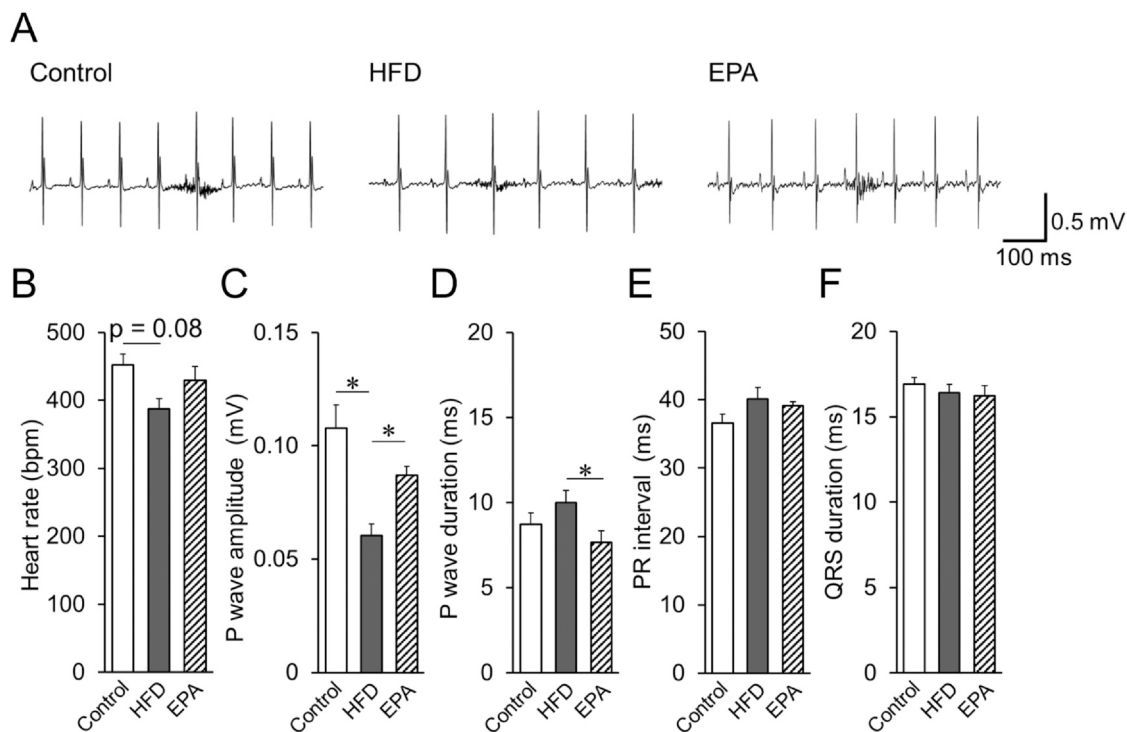 A
Control
HFD
EPA
0.5 mV
100 ms
B
C
D
E
F
Heart rate (bpm)
500
400
300
200
100
0
p = 0.08
Control
HFD
EPA
P wave amplitude (mV)
0.15
0.10
0.05
0
*
*
Control
HFD
EPA
P wave duration (ms)
20
15
10
5
0
*
Control
HFD
EPA
PR interval (ms)
50
40
30
20
10
0
Control
HFD
EPA
QRS duration (ms)
20
15
10
5
0
Control
HFD
EPA